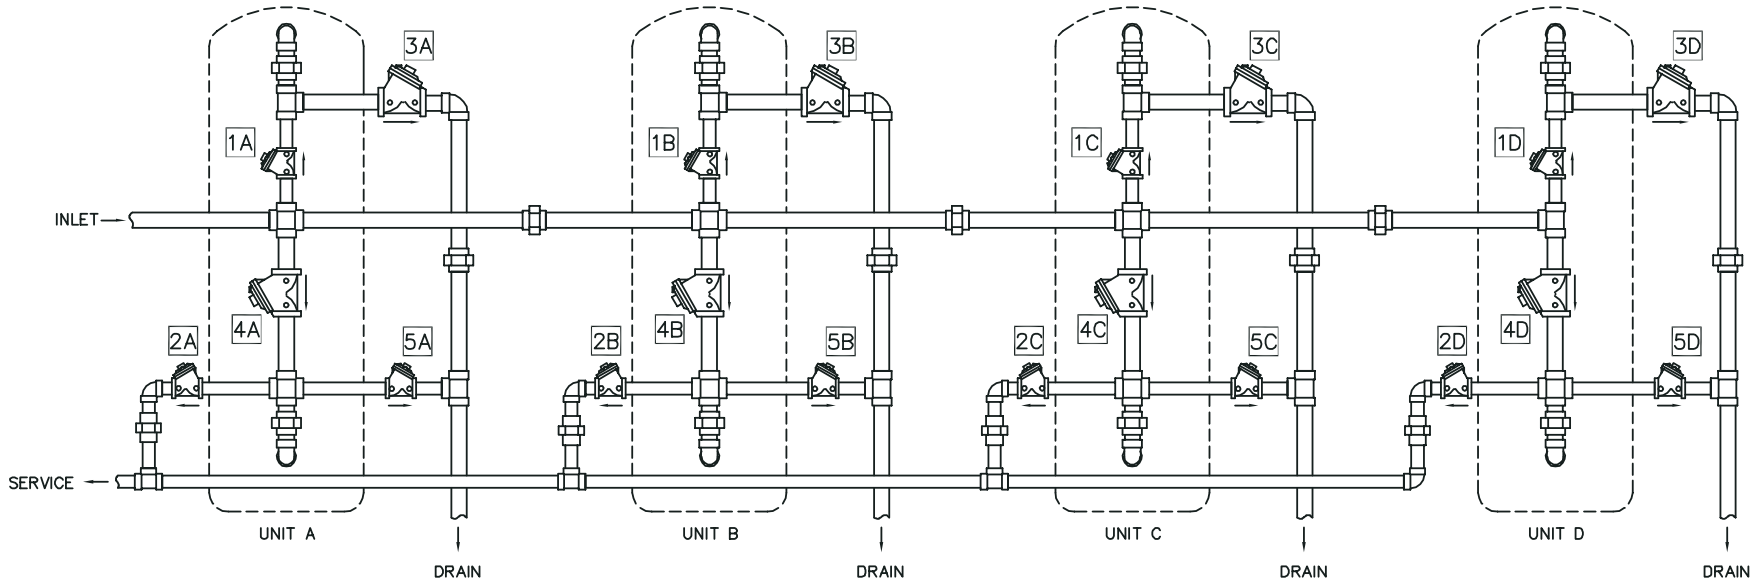 3A 3B 3C 3D
1A 1B 1C 1D
INLET
4A 4B 4C 4D
2A 5A 2B 5B 2C 5C 2D 5D
SERVICE
UNIT A UNIT B UNIT C UNIT D
DRAIN DRAIN DRAIN DRAIN